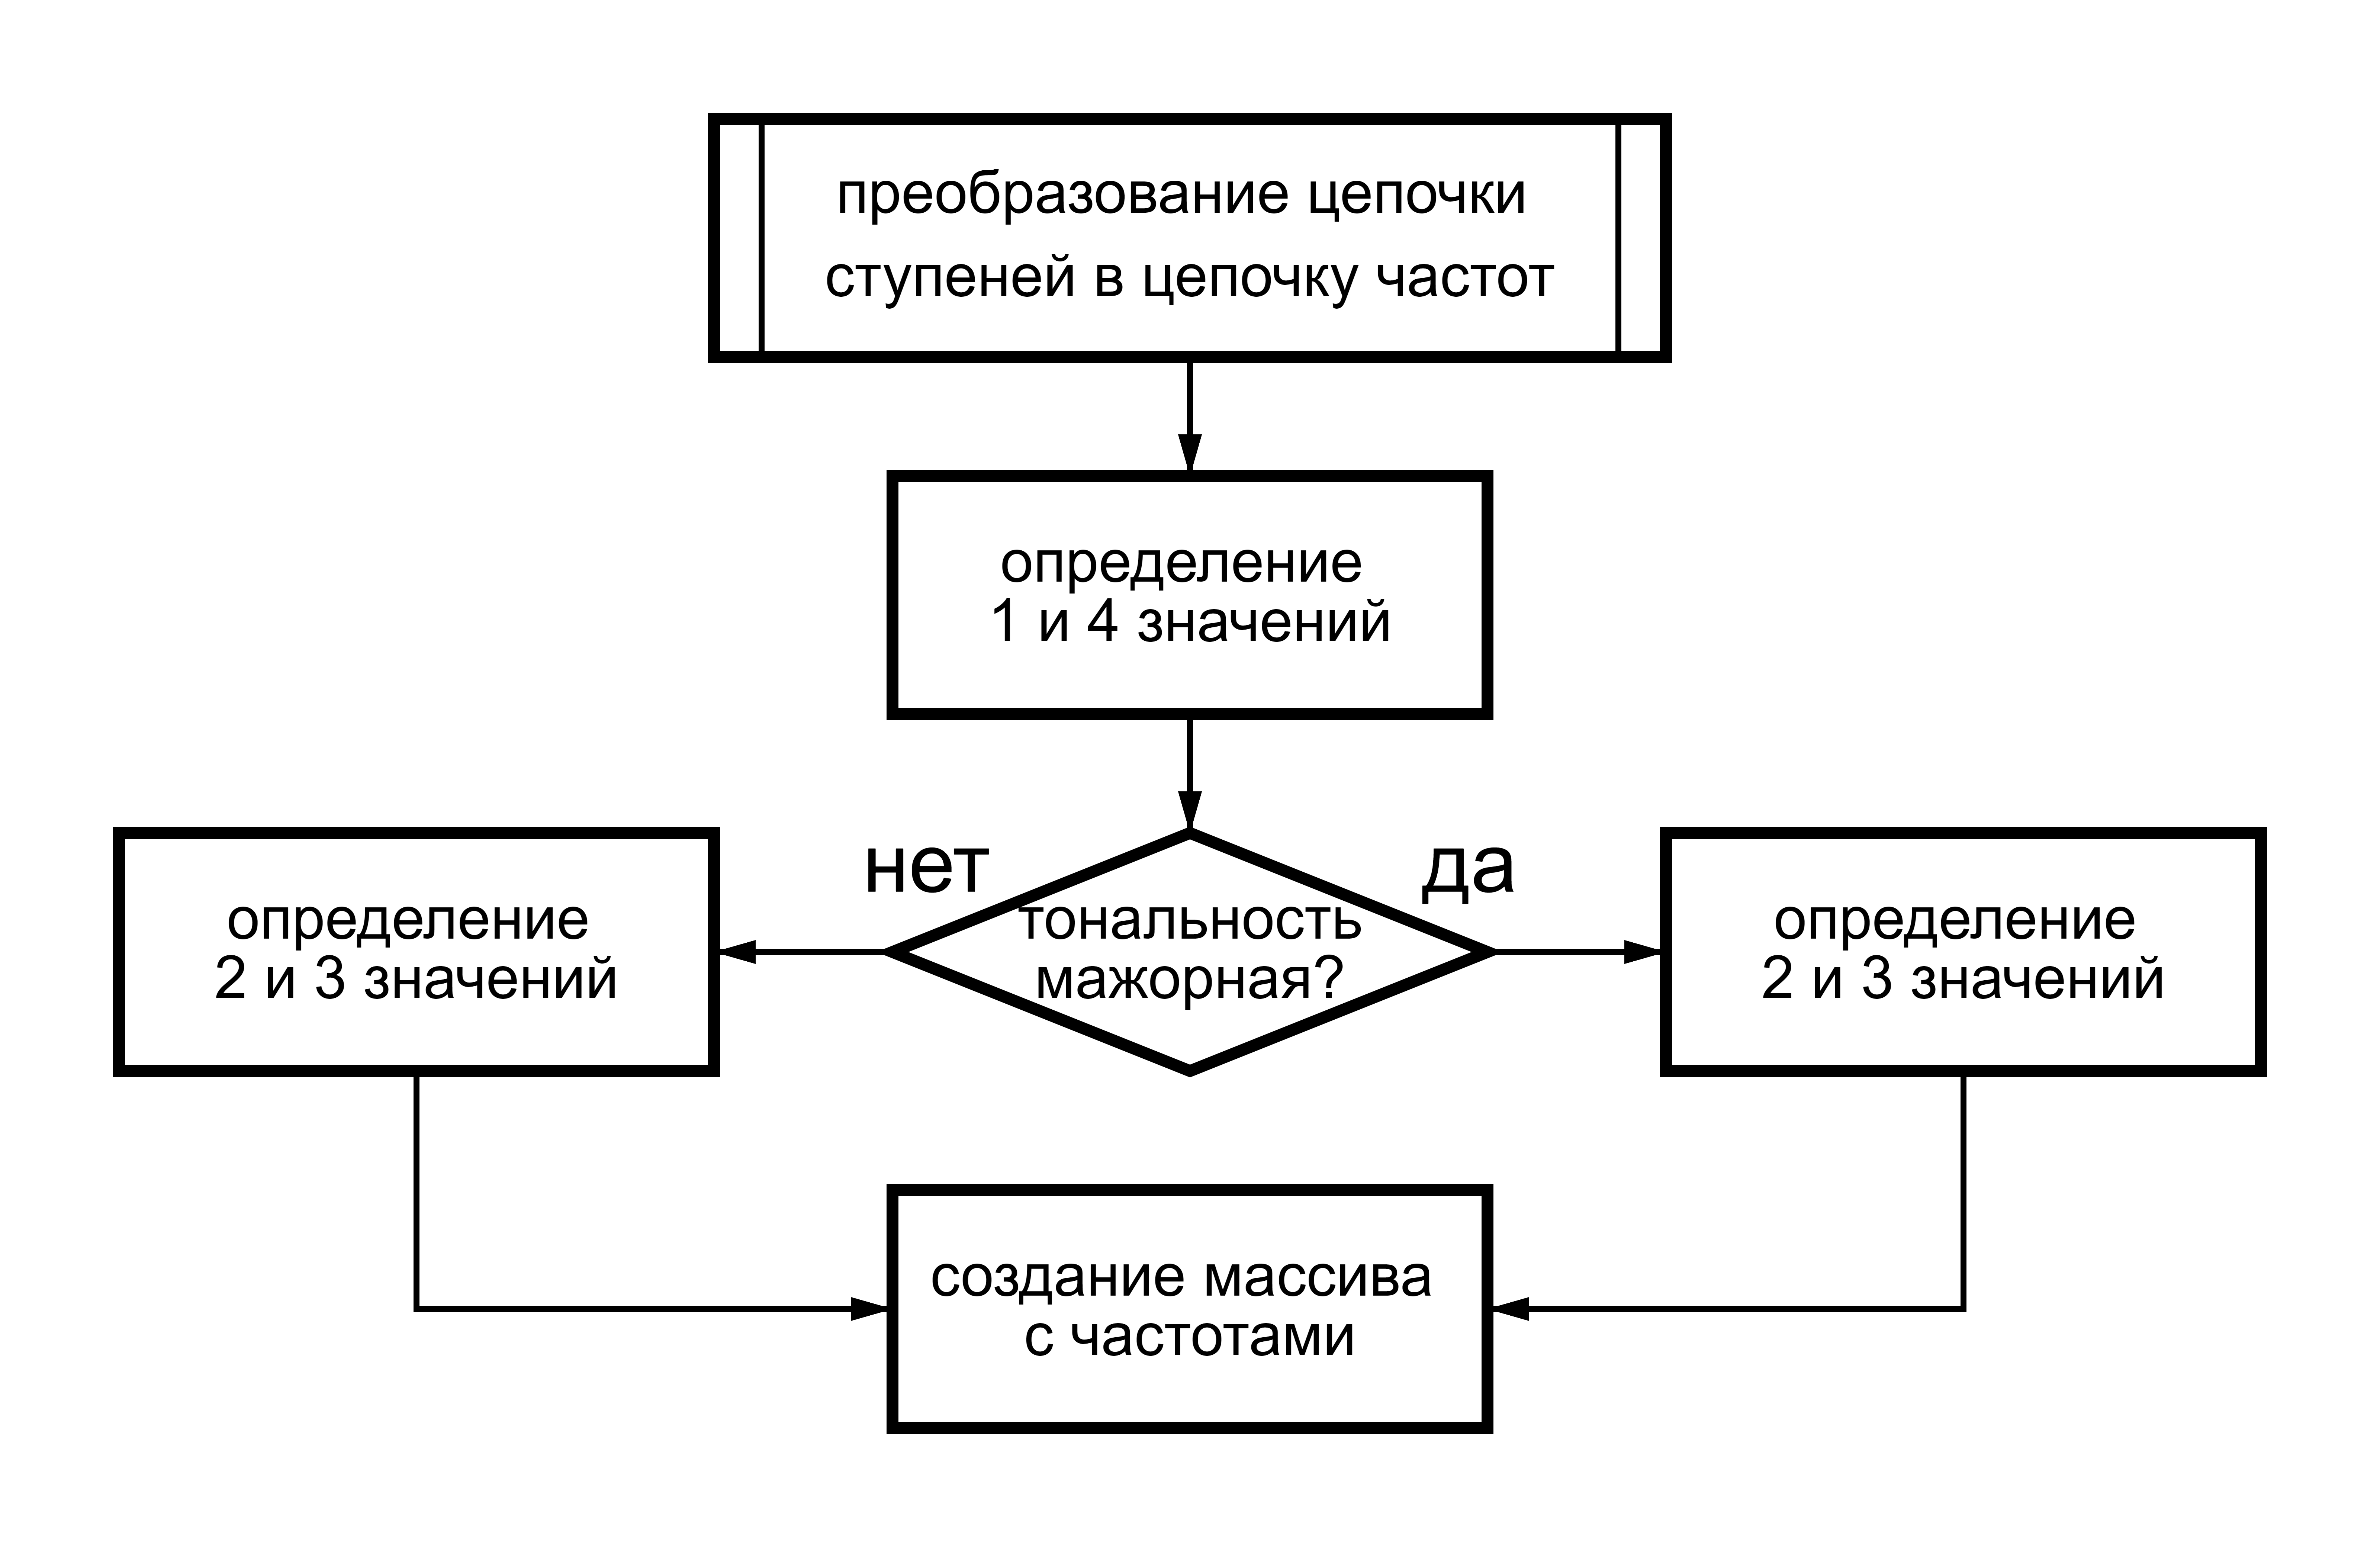 преобразование цепочки
ступеней в цепочку частот
определение
1 и 4 значений
нет
да
определение
2 и 3 значений
тональность
мажорная?
определение
2 и 3 значений
создание массива
с частотами